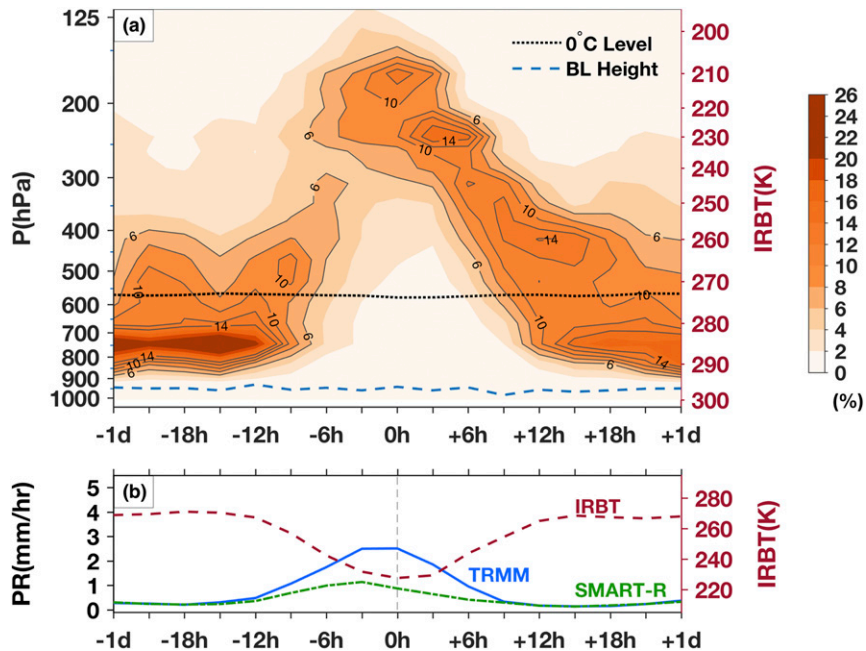 (a)
0°C Level
BL Height
P(hPa)
125
200
300
400
500
600
700
800
900
1000
IRBT(K)
200
210
220
230
240
250
260
270
280
290
300
6
10
6
10
14
6
6
14
6
10
10
10
6
10
14
6
10
14
6
14
6
-1d
-18h
-12h
-6h
0h
+6h
+12h
+18h
+1d
26
24
22
20
18
16
14
12
10
8
6
4
2
0
(%)
(b)
PR(mm/hr)
5
4
3
2
1
0
IRBT
TRMM
SMART-R
IRBT(K)
280
260
240
220
-1d
-18h
-12h
-6h
0h
+6h
+12h
+18h
+1d